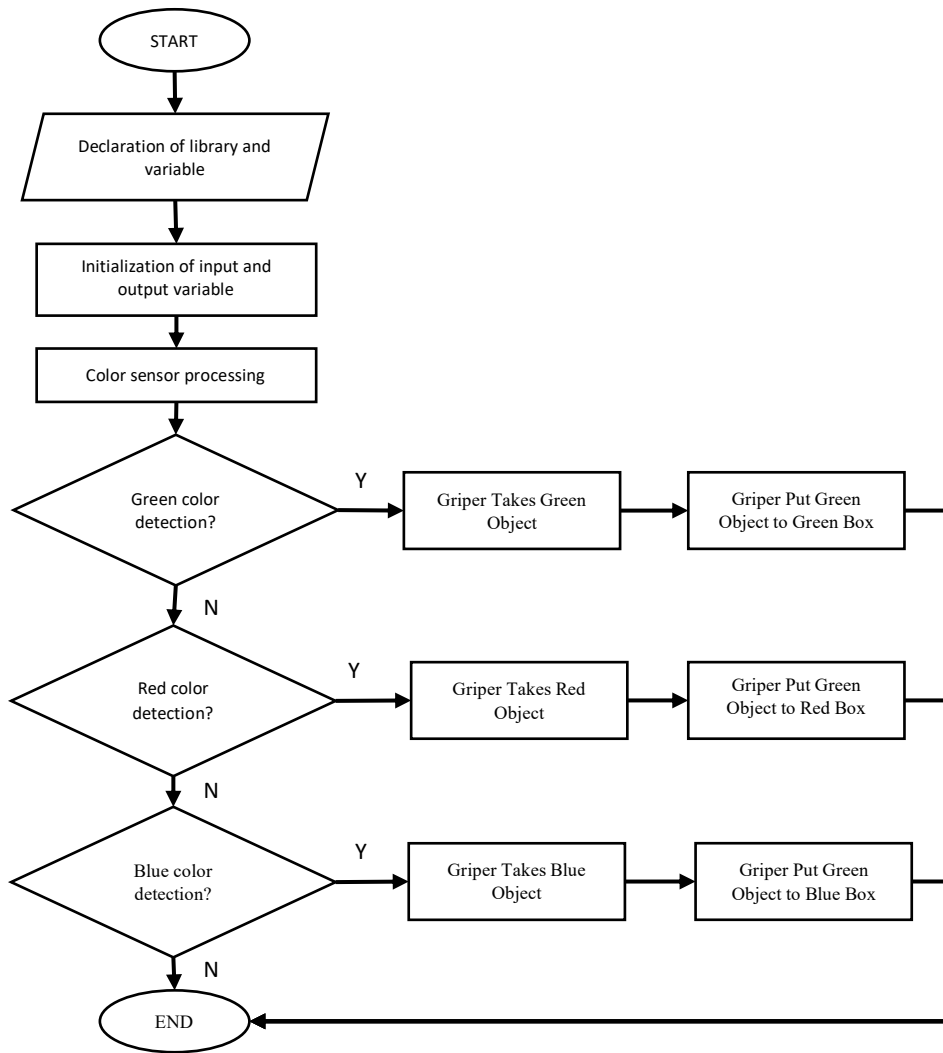 START
Declaration of library and
variable
Initialization of input and
output variable
Color sensor processing
Green color
detection?
Y
Griper Takes Green
Object
Griper Put Green
Object to Green Box
N
Red color
detection?
Y
Griper Takes Red
Object
Griper Put Green
Object to Red Box
N
Blue color
detection?
Y
Griper Takes Blue
Object
Griper Put Green
Object to Blue Box
N
END